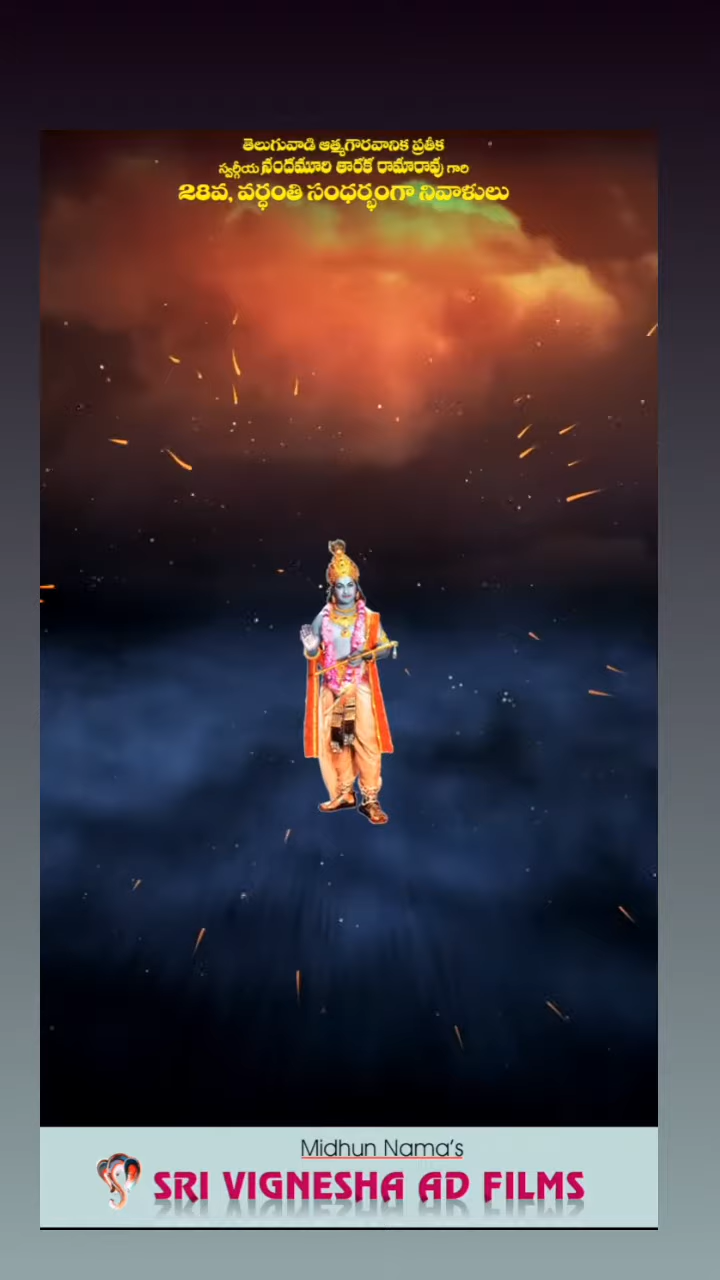 తెలుగువాడి ఆత్మగౌరవానిక ప్రతీక
స్వర్గీయ నందమూరి తారక రామారావు గారి
28వ, వర్ధంతి సంధర్భంగా నివాళులు
Midhun Nama's
SRI VIGNESHA AD FILMS